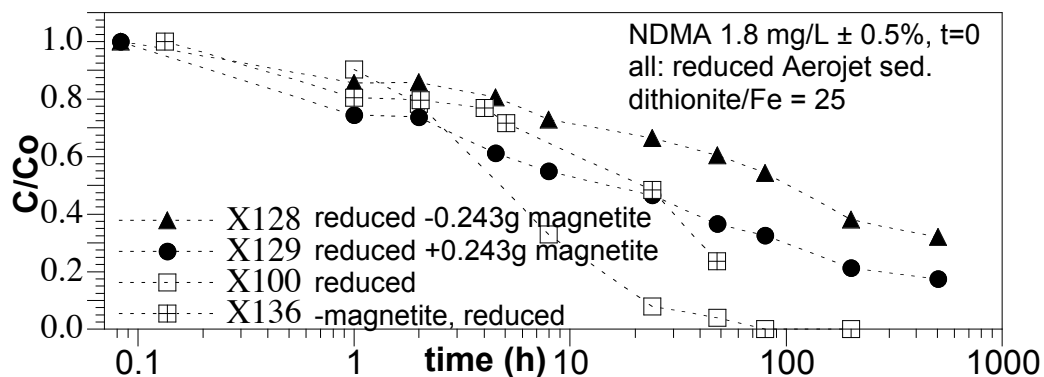 NDMA 1.8 mg/L ± 0.5%, t=0
all: reduced Aerojet sed.
dithionite/Fe = 25
1.0
0.8
0.6
0.4
0.2
0.0
C/Co
X128 reduced -0.243g magnetite
X129 reduced +0.243g magnetite
X100 reduced
X136 -magnetite, reduced
0.1
1
10
100
1000
time (h)